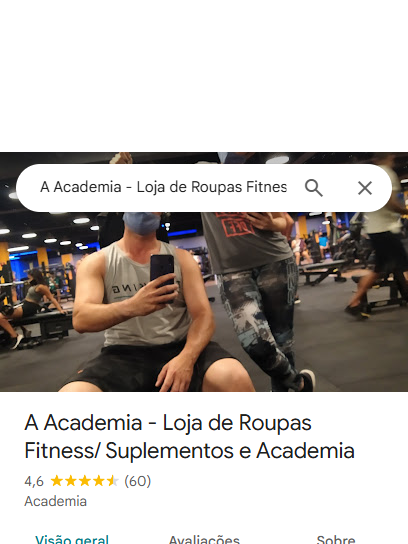 A Academia - Loja de Roupas Fitnes
A Academia - Loja de Roupas
Fitness/ Suplementos e Academia
4,6 (60)
Academia
Visão geral Avaliações Sobre